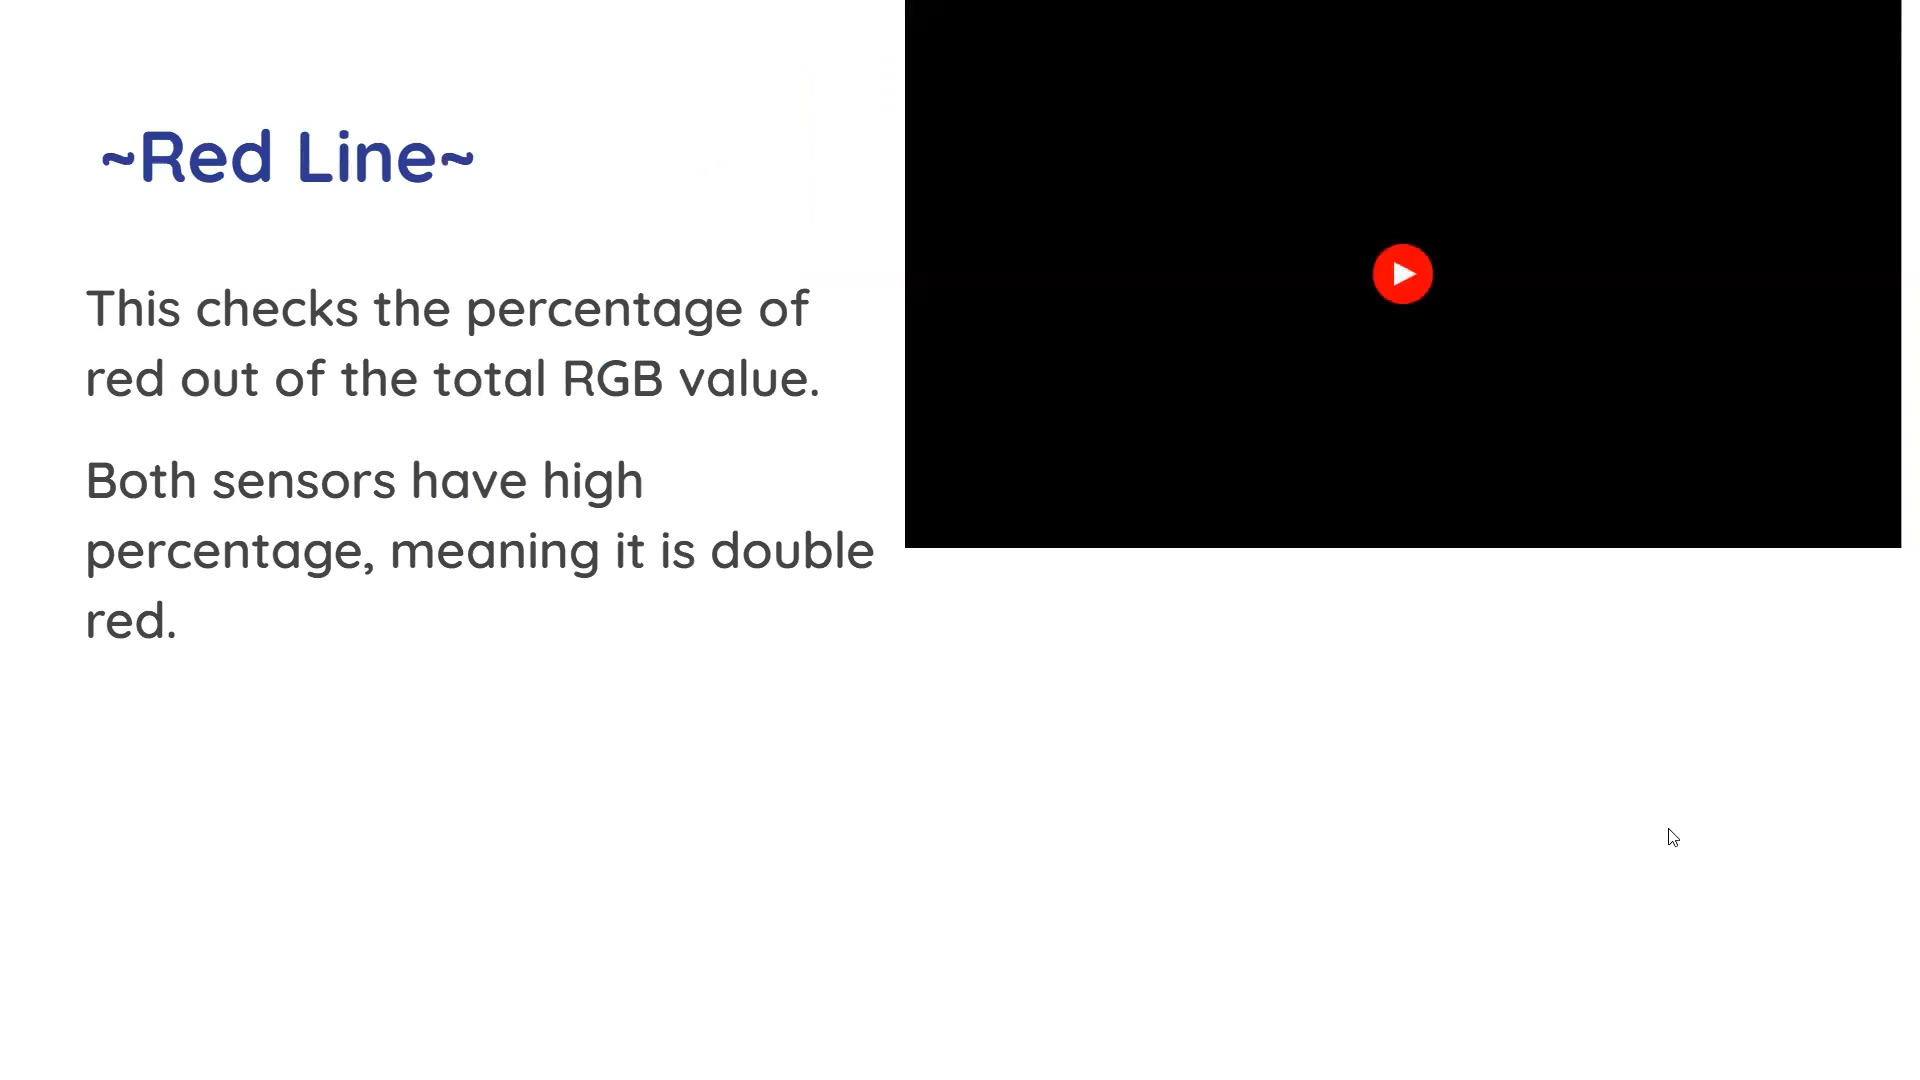 ~Red Line~
This checks the percentage of
red out of the total RGB value.
Both sensors have high
percentage, meaning it is double
red.